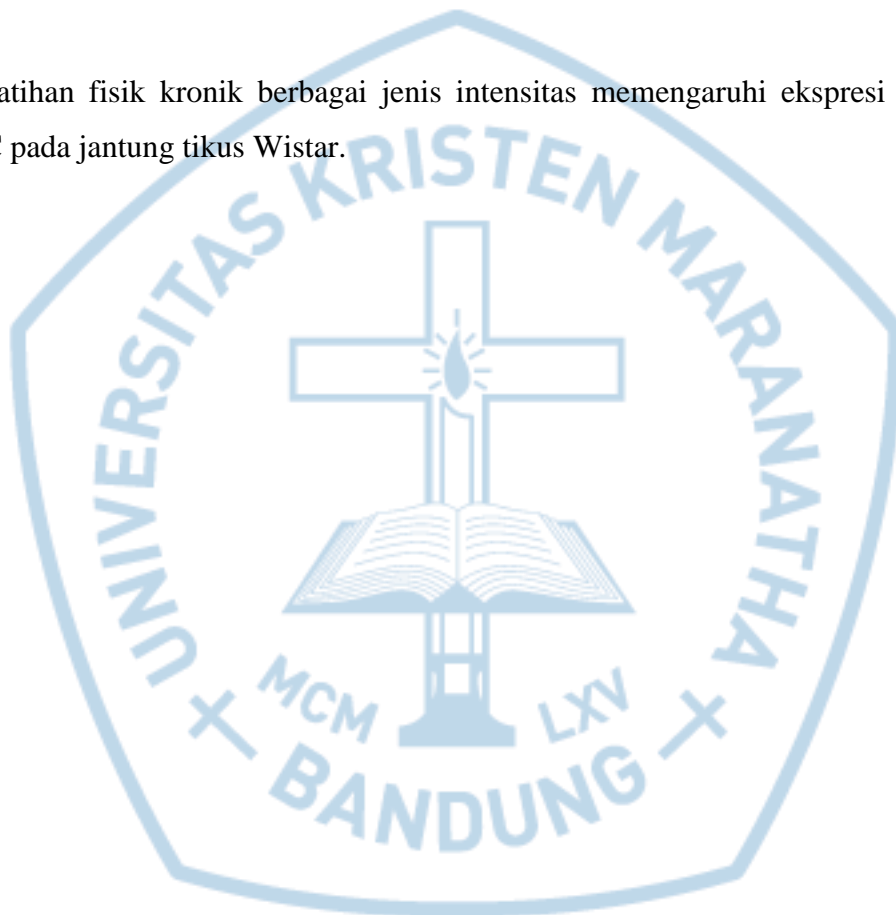 atihan fisik kronik berbagai jenis intensitas memengaruhi ekspresi
pada jantung tikus Wistar.
UNIVERSITAS KRISTEN MARANATHA
MCM LXV
BANDUNG